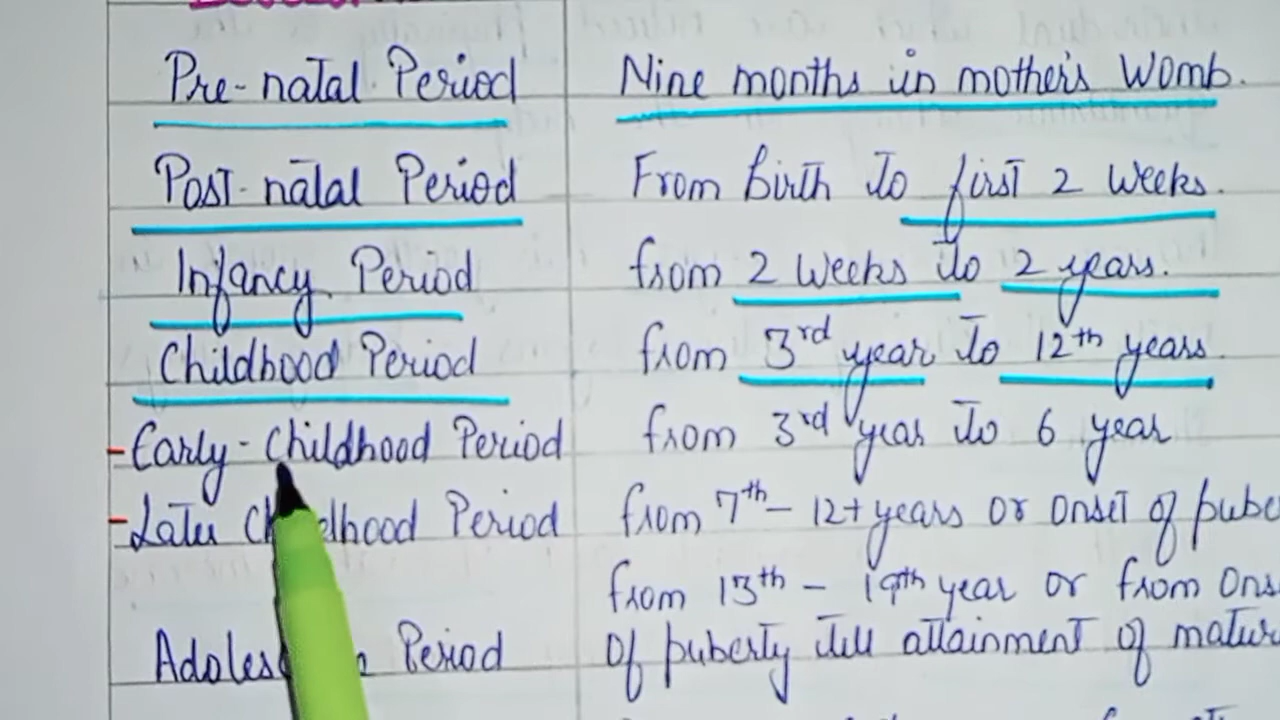 Pre-natal Period Nine months in mother's womb.
Post-natal Period From birth to first 2 weeks.
Infancy Period from 2 weeks to 2 years.
Childhood Period from 3rd year to 12th years.
- Early-Childhood Period from 3rd year to 6 year
- Later Childhood Period from 7th - 12+ years or onset of pube
from 13th - 19th year or from ons
Period of puberty till attainment of matur